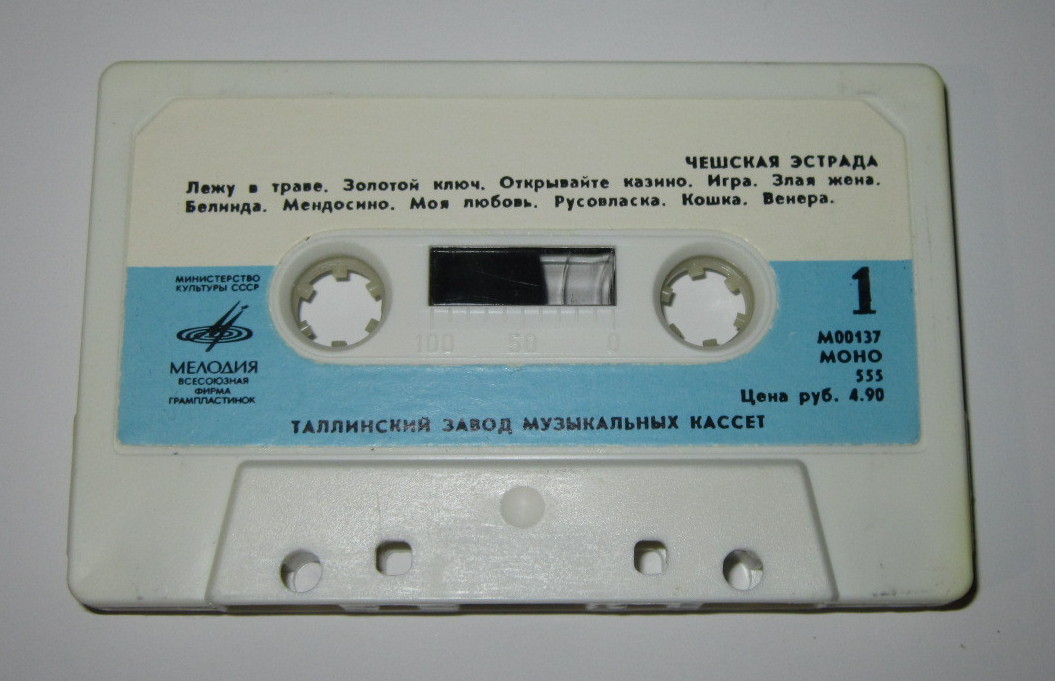 ЧЕШСКАЯ ЭСТРАДА
Лежу в траве. Золотой ключ. Открывайте казино. Игра. Злая жена.
Белинда. Мендосино. Моя любовь. Русовласка. Кошка. Венера.
МИНИСТЕРСТВО
КУЛЬТУРЫ СССР
МЕЛОДИЯ
ВСЕСОЮЗНАЯ
ФИРМА
ГРАМПЛАСТИНОК
100 50 0
1
М00137
МОНО
555
Цена руб. 4.90
ТАЛЛИНСКИЙ ЗАВОД МУЗЫКАЛЬНЫХ КАССЕТ